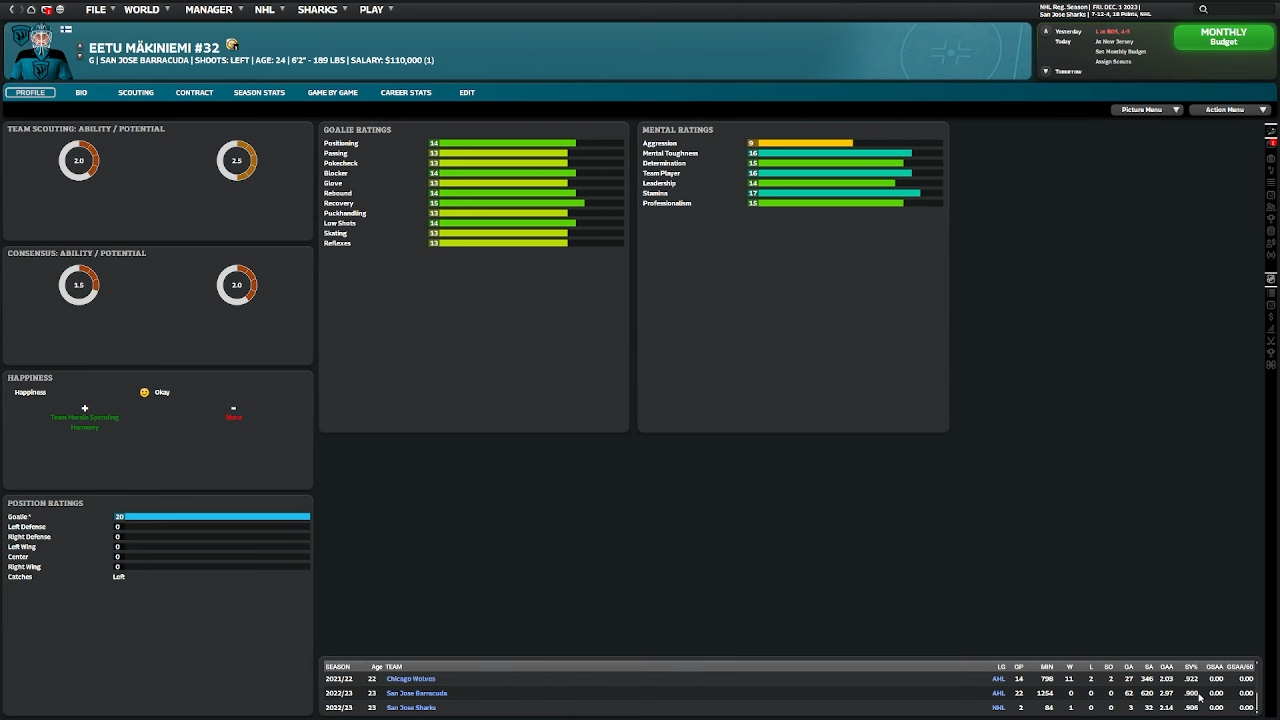 FILE WORLD MANAGER NHL SHARKS PLAY
NHL Reg. Season | FRI. DEC. 1 2023 |
San Jose Sharks | 7-12-4, 18 Points, NHL
EETU MÄKINIEMI #32
G | SAN JOSE BARRACUDA | SHOOTS: LEFT | AGE: 24 | 6'2" - 189 LBS | SALARY: $110,000 (1)
Yesterday L at BOS, 4-5
Today At New Jersey
Set Monthly Budget
Assign Scouts
Tomorrow
MONTHLY
Budget
PROFILE BIO SCOUTING CONTRACT SEASON STATS GAME BY GAME CAREER STATS EDIT
Picture Menu Action Menu
TEAM SCOUTING: ABILITY / POTENTIAL
2.0 2.5
CONSENSUS: ABILITY / POTENTIAL
1.5 2.0
HAPPINESS
Happiness Okay
+ -
Team Morale Spending None
Harmony
POSITION RATINGS
Goalie* 20
Left Defense 0
Right Defense 0
Left Wing 0
Center 0
Right Wing 0
Catches Left
GOALIE RATINGS
Positioning 14
Passing 13
Pokecheck 13
Blocker 14
Glove 13
Rebound 14
Recovery 15
Puckhandling 13
Low Shots 14
Skating 13
Reflexes 13
MENTAL RATINGS
Aggression 9
Mental Toughness 16
Determination 15
Team Player 16
Leadership 14
Stamina 17
Professionalism 15
SEASON Age TEAM LG GP MIN W L SO GA SA GAA SV% GSAA GSAA/60
2021/22 22 Chicago Wolves AHL 14 798 11 2 2 27 346 2.03 .922 0.00 0.00
2022/23 23 San Jose Barracuda AHL 22 1254 0 0 0 62 620 2.97 .900 0.00 0.00
2022/23 23 San Jose Sharks NHL 2 84 1 0 0 3 32 2.14 .906 0.00 0.00